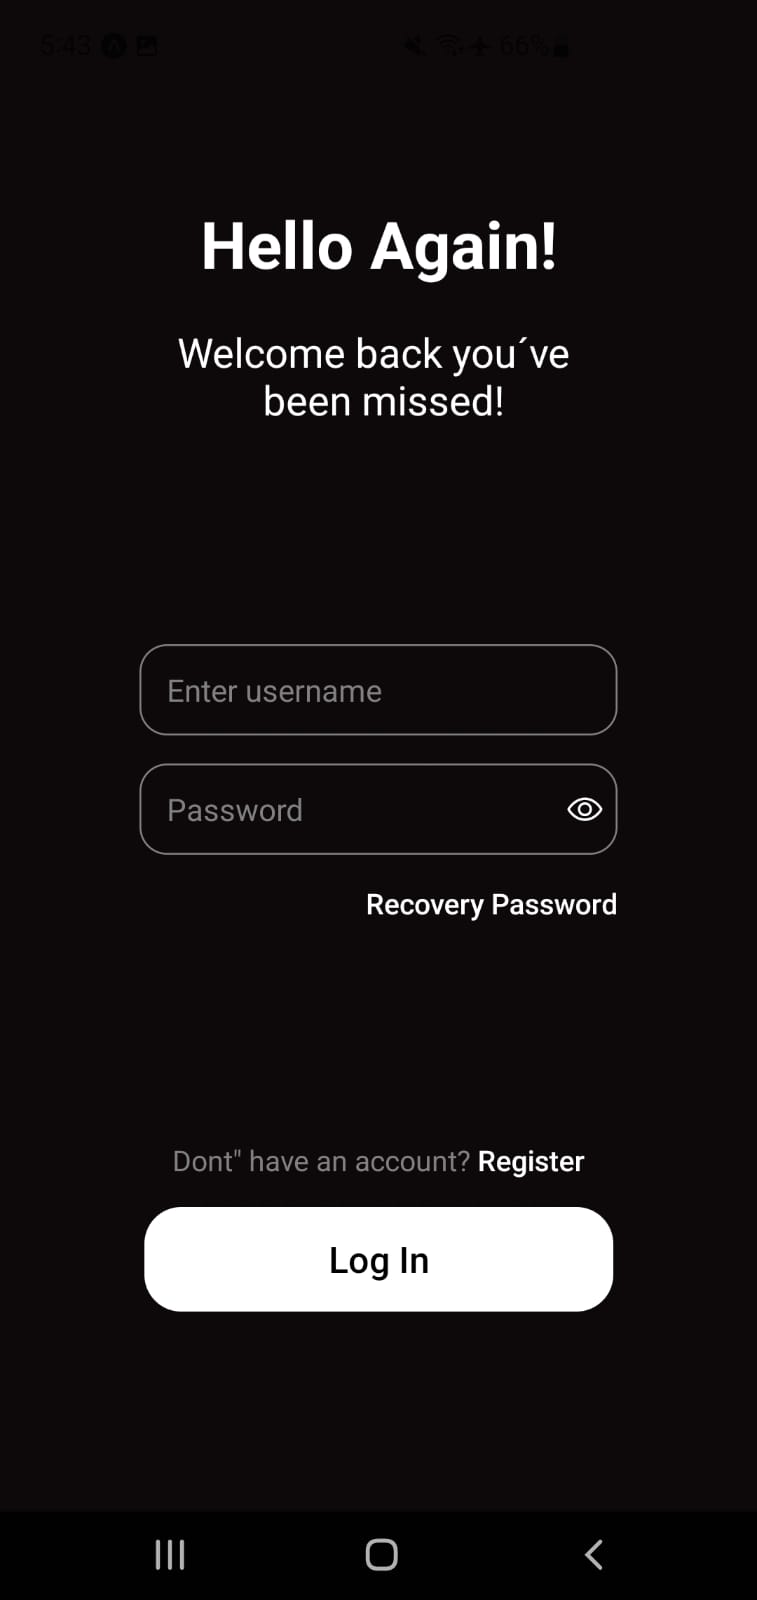 5:43 66%
Hello Again!
Welcome back you´ve
been missed!
Enter username
Password
Recovery Password
Dont" have an account? Register
Log In